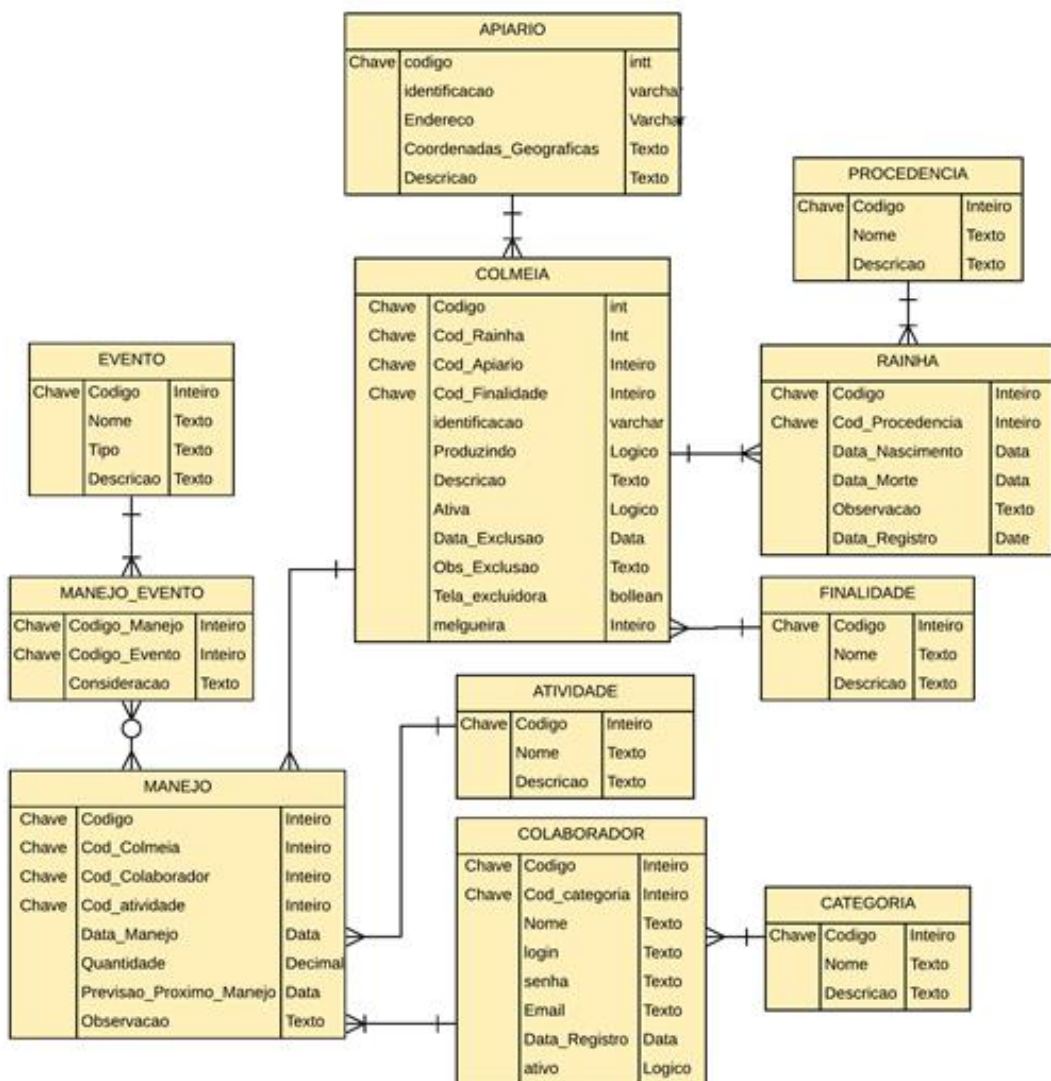 APIARIO
Chave codigo intt
identificacao varchar
Endereco Varchar
Coordenadas_Geograficas Texto
Descricao Texto
PROCEDENCIA
Chave Codigo Inteiro
Nome Texto
Descricao Texto
COLMEIA
Chave Codigo int
Chave Cod_Rainha Int
Chave Cod_Apiario Inteiro
Chave Cod_Finalidade Inteiro
identificacao varchar
Produzindo Logico
Descricao Texto
Ativa Logico
Data_Exclusao Data
Obs_Exclusao Texto
Tela_excluidora bollean
melgueira Inteiro
EVENTO
Chave Codigo Inteiro
Nome Texto
Tipo Texto
Descricao Texto
RAINHA
Chave Codigo Inteiro
Chave Cod_Procedencia Inteiro
Data_Nascimento Data
Data_Morte Data
Observacao Texto
Data_Registro Date
MANEJO_EVENTO
Chave Codigo_Manejo Inteiro
Chave Codigo_Evento Inteiro
Consideracao Texto
FINALIDADE
Chave Codigo Inteiro
Nome Texto
Descricao Texto
ATIVIDADE
Chave Codigo Inteiro
Nome Texto
Descricao Texto
MANEJO
Chave Codigo Inteiro
Chave Cod_Colmeia Inteiro
Chave Cod_Colaborador Inteiro
Chave Cod_atividade Inteiro
Data_Manejo Data
Quantidade Decimal
Previsao_Proximo_Manejo Data
Observacao Texto
COLABORADOR
Chave Codigo Inteiro
Chave Cod_categoria Inteiro
Nome Texto
login Texto
senha Texto
Email Texto
Data_Registro Data
ativo Logico
CATEGORIA
Chave Codigo Inteiro
Nome Texto
Descricao Texto